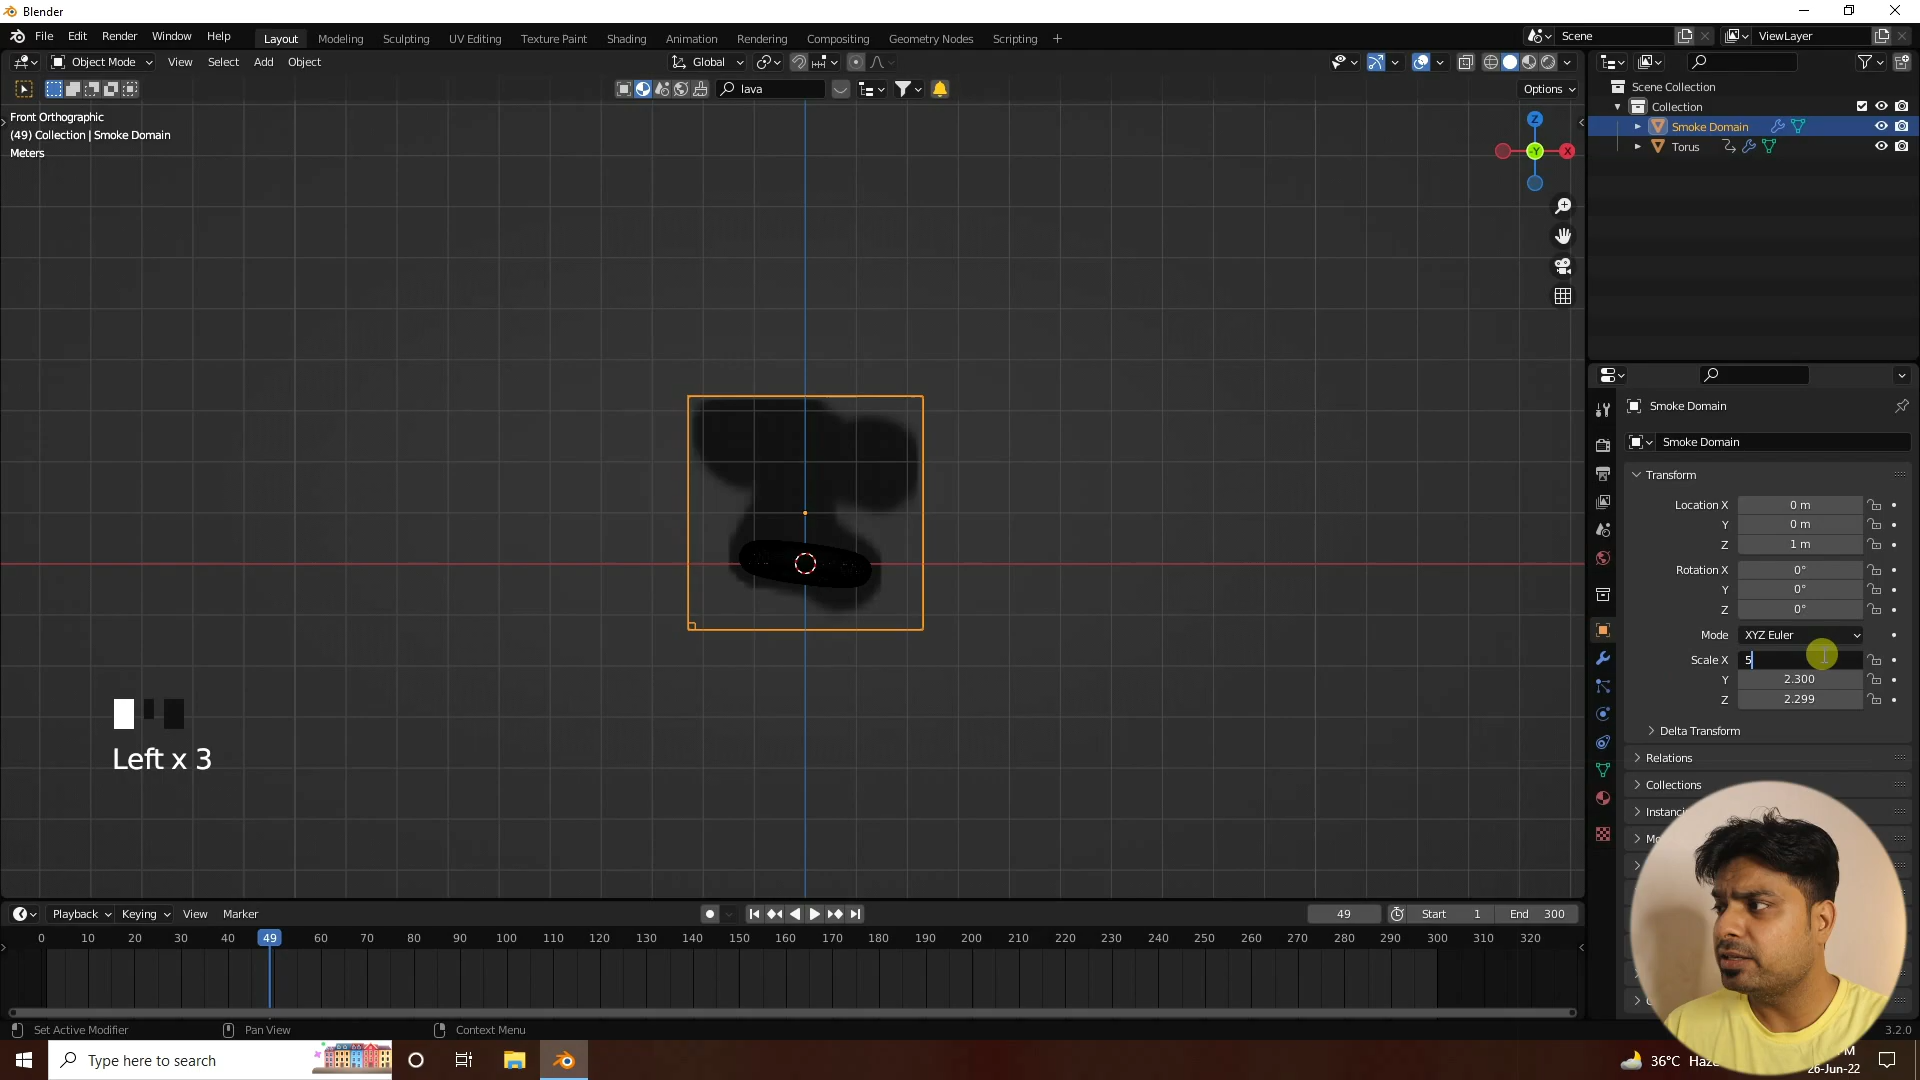 Blender
File Edit Render Window Help Layout Modeling Sculpting UV Editing Texture Paint Shading Animation Rendering Compositing Geometry Nodes Scripting + Scene ViewLayer
Object Mode View Select Add Object Global
lava Options
Front Orthographic
(49) Collection | Smoke Domain
Meters
Z
-Y X
Scene Collection
Collection
Smoke Domain
Torus
Smoke Domain
Smoke Domain
Transform
Location X 0 m
Y 0 m
Z 1 m
Rotation X 0°
Y 0°
Z 0°
Mode XYZ Euler
Scale X 5
Y 2.300
Z 2.299
Delta Transform
Relations
Collections
Left x 3
Playback Keying View Marker 49 Start 1 End 300
0 10 20 30 40 49 60 70 80 90 100 110 120 130 140 150 160 170 180 190 200 210 220 230 240 250 260 270 280 290 300 310 320
Set Active Modifier Pan View Context Menu 3.2.0
Type here to search 36°C
26-Jun-22